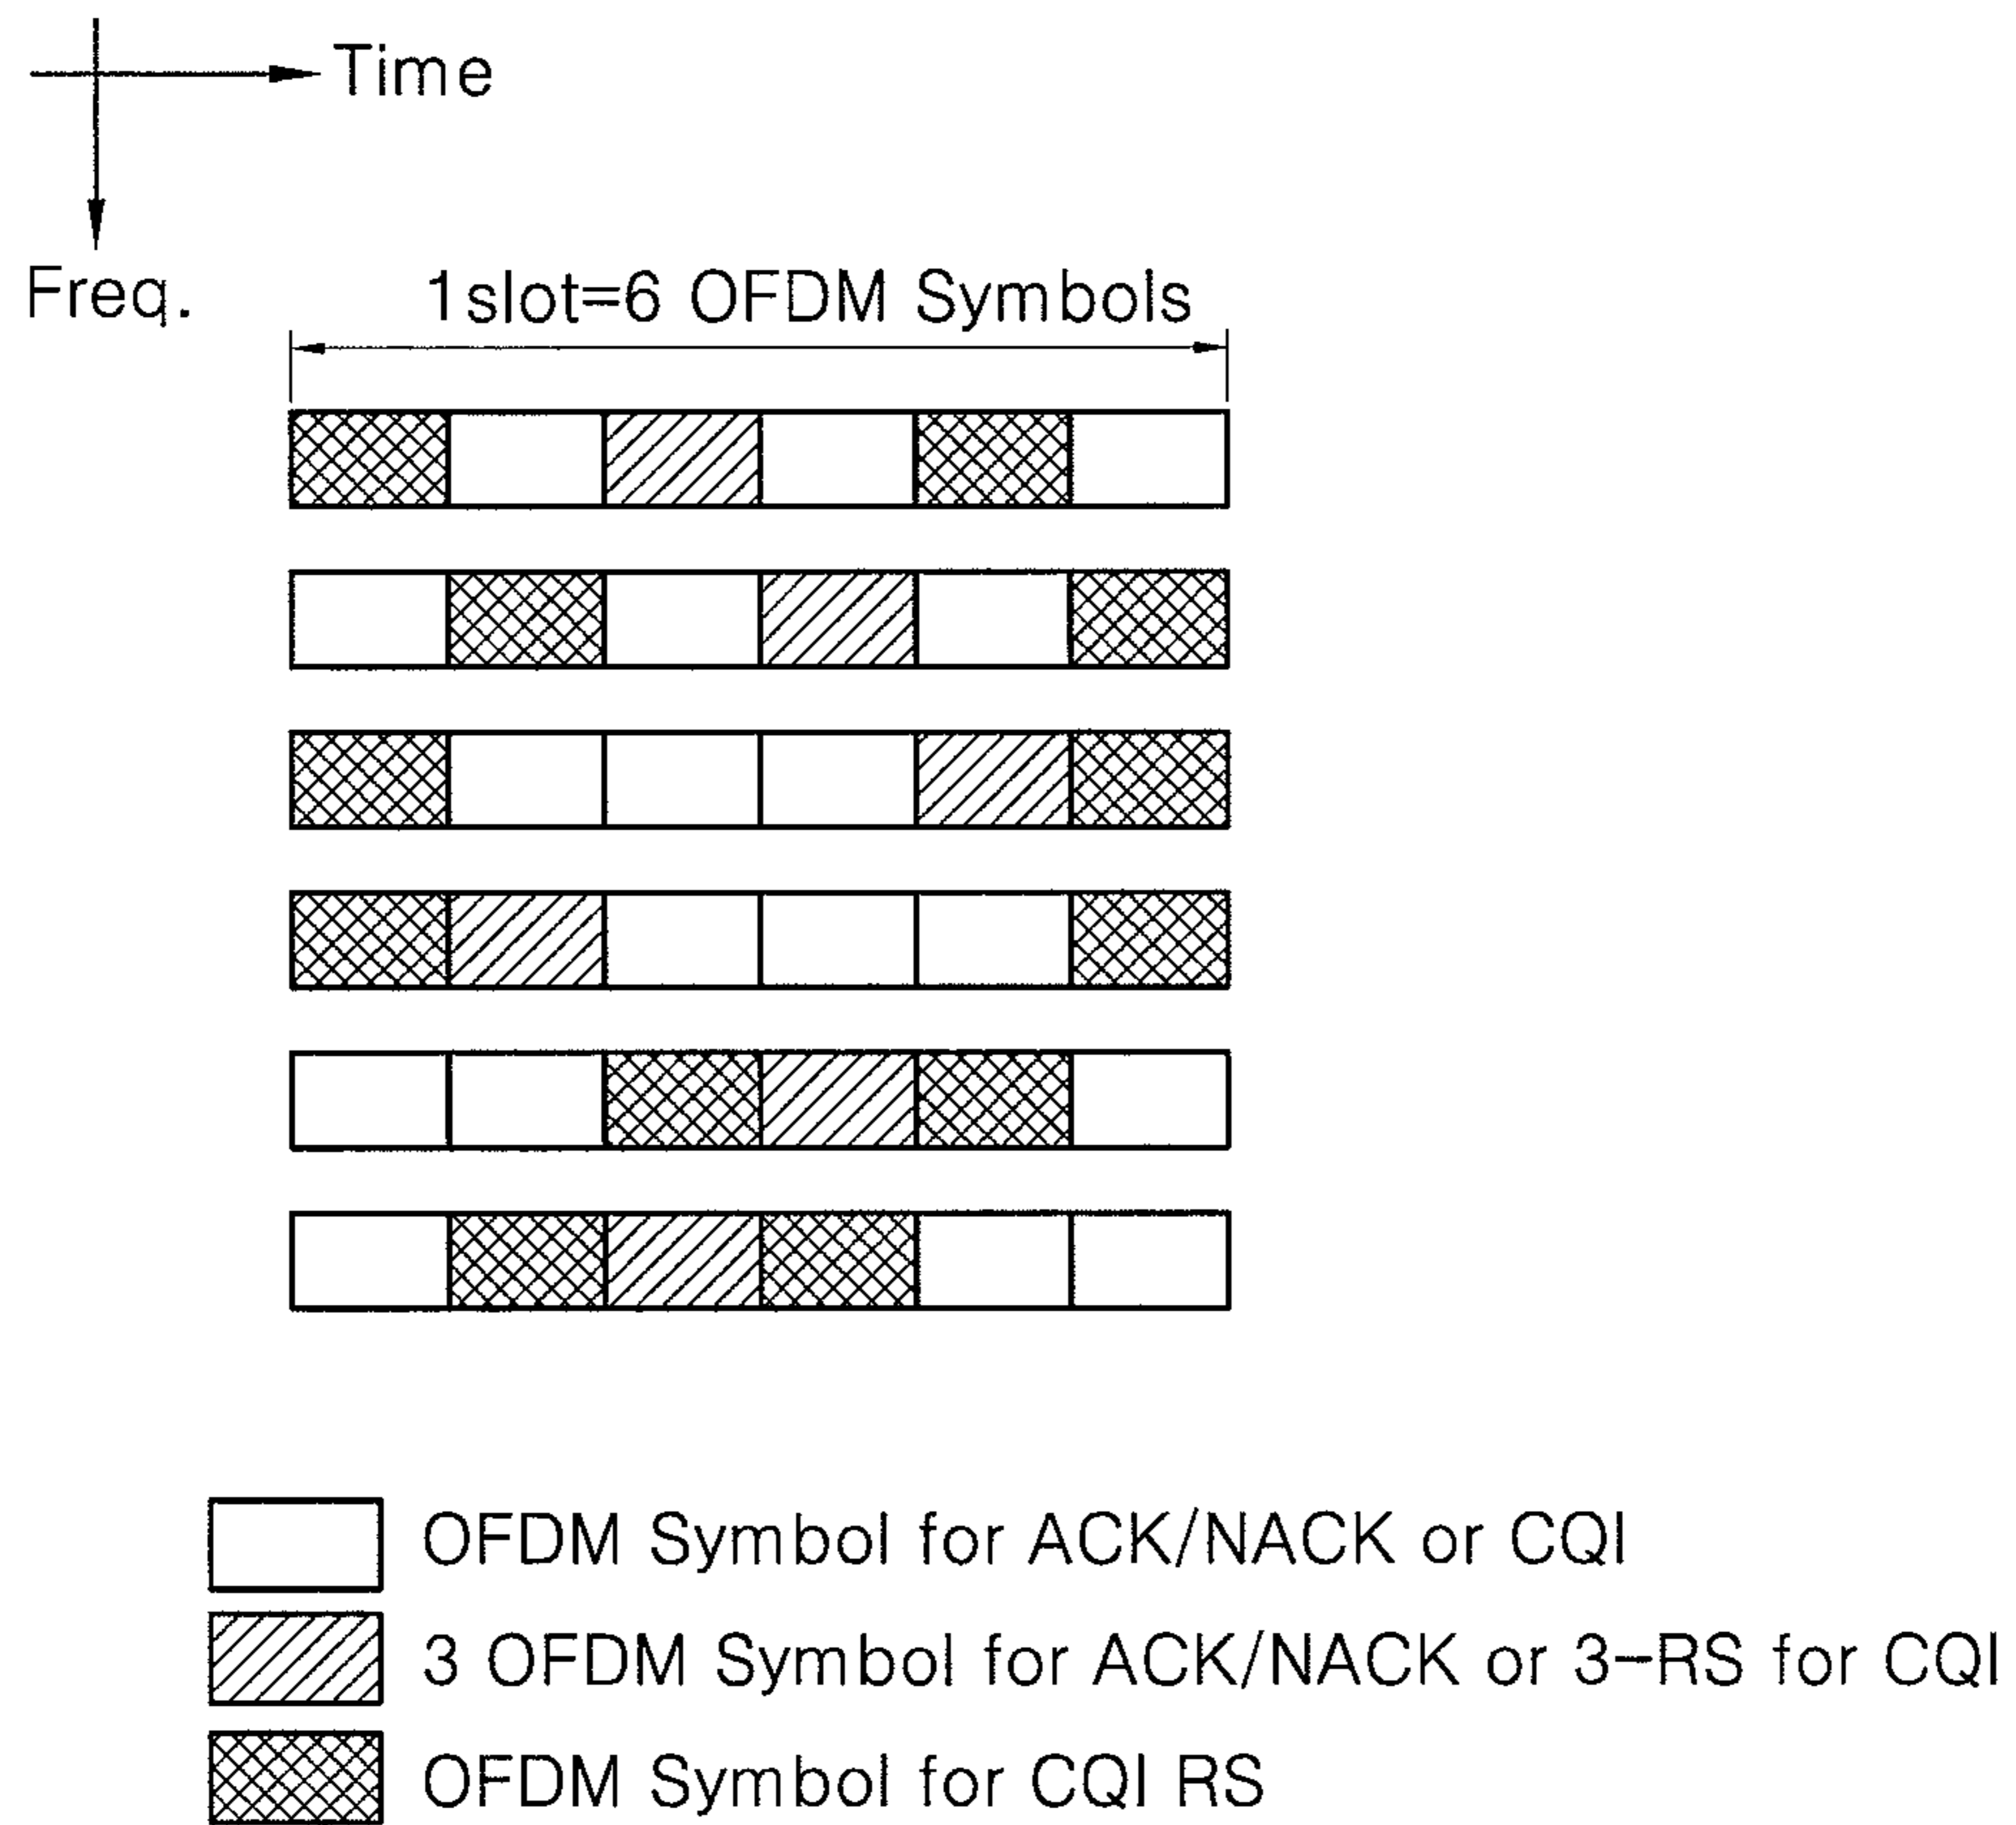 Time
Freq.
1slot=6 OFDM Symbols
OFDM Symbol for ACK/NACK or CQI
3 OFDM Symbol for ACK/NACK or 3-RS for CQI
OFDM Symbol for CQI RS